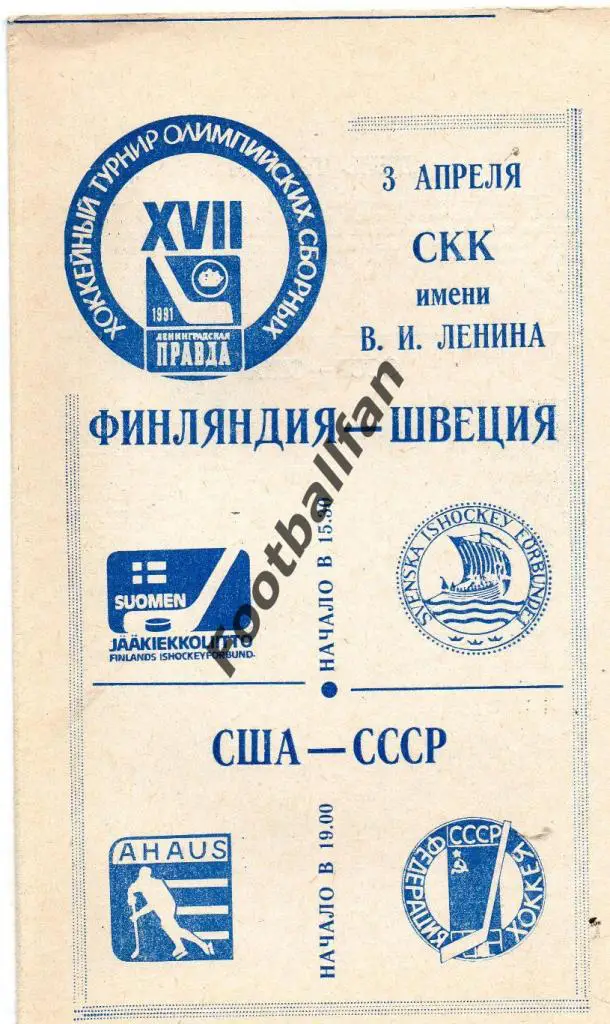 ХОККЕЙНЫЙ ТУРНИР ОЛИМПИЙСКИХ СБОРНЫХ
XVII
1991
ЛЕНИНГРАДСКАЯ
ПРАВДА
3 АПРЕЛЯ
СКК
имени
В. И. ЛЕНИНА
ФИНЛЯНДИЯ—ШВЕЦИЯ
SUOMEN
JÄÄKIEKKOLIITTO
FINLANDS ISHOCKEYFÖRBUND
НАЧАЛО В 15.30
SVENSKA ISHOCKEY FÖRBUNDET
США—СССР
AHAUS
НАЧАЛО В 19.00
СССР
ФЕДЕРАЦИЯ
ХОККЕЯ
footballfan